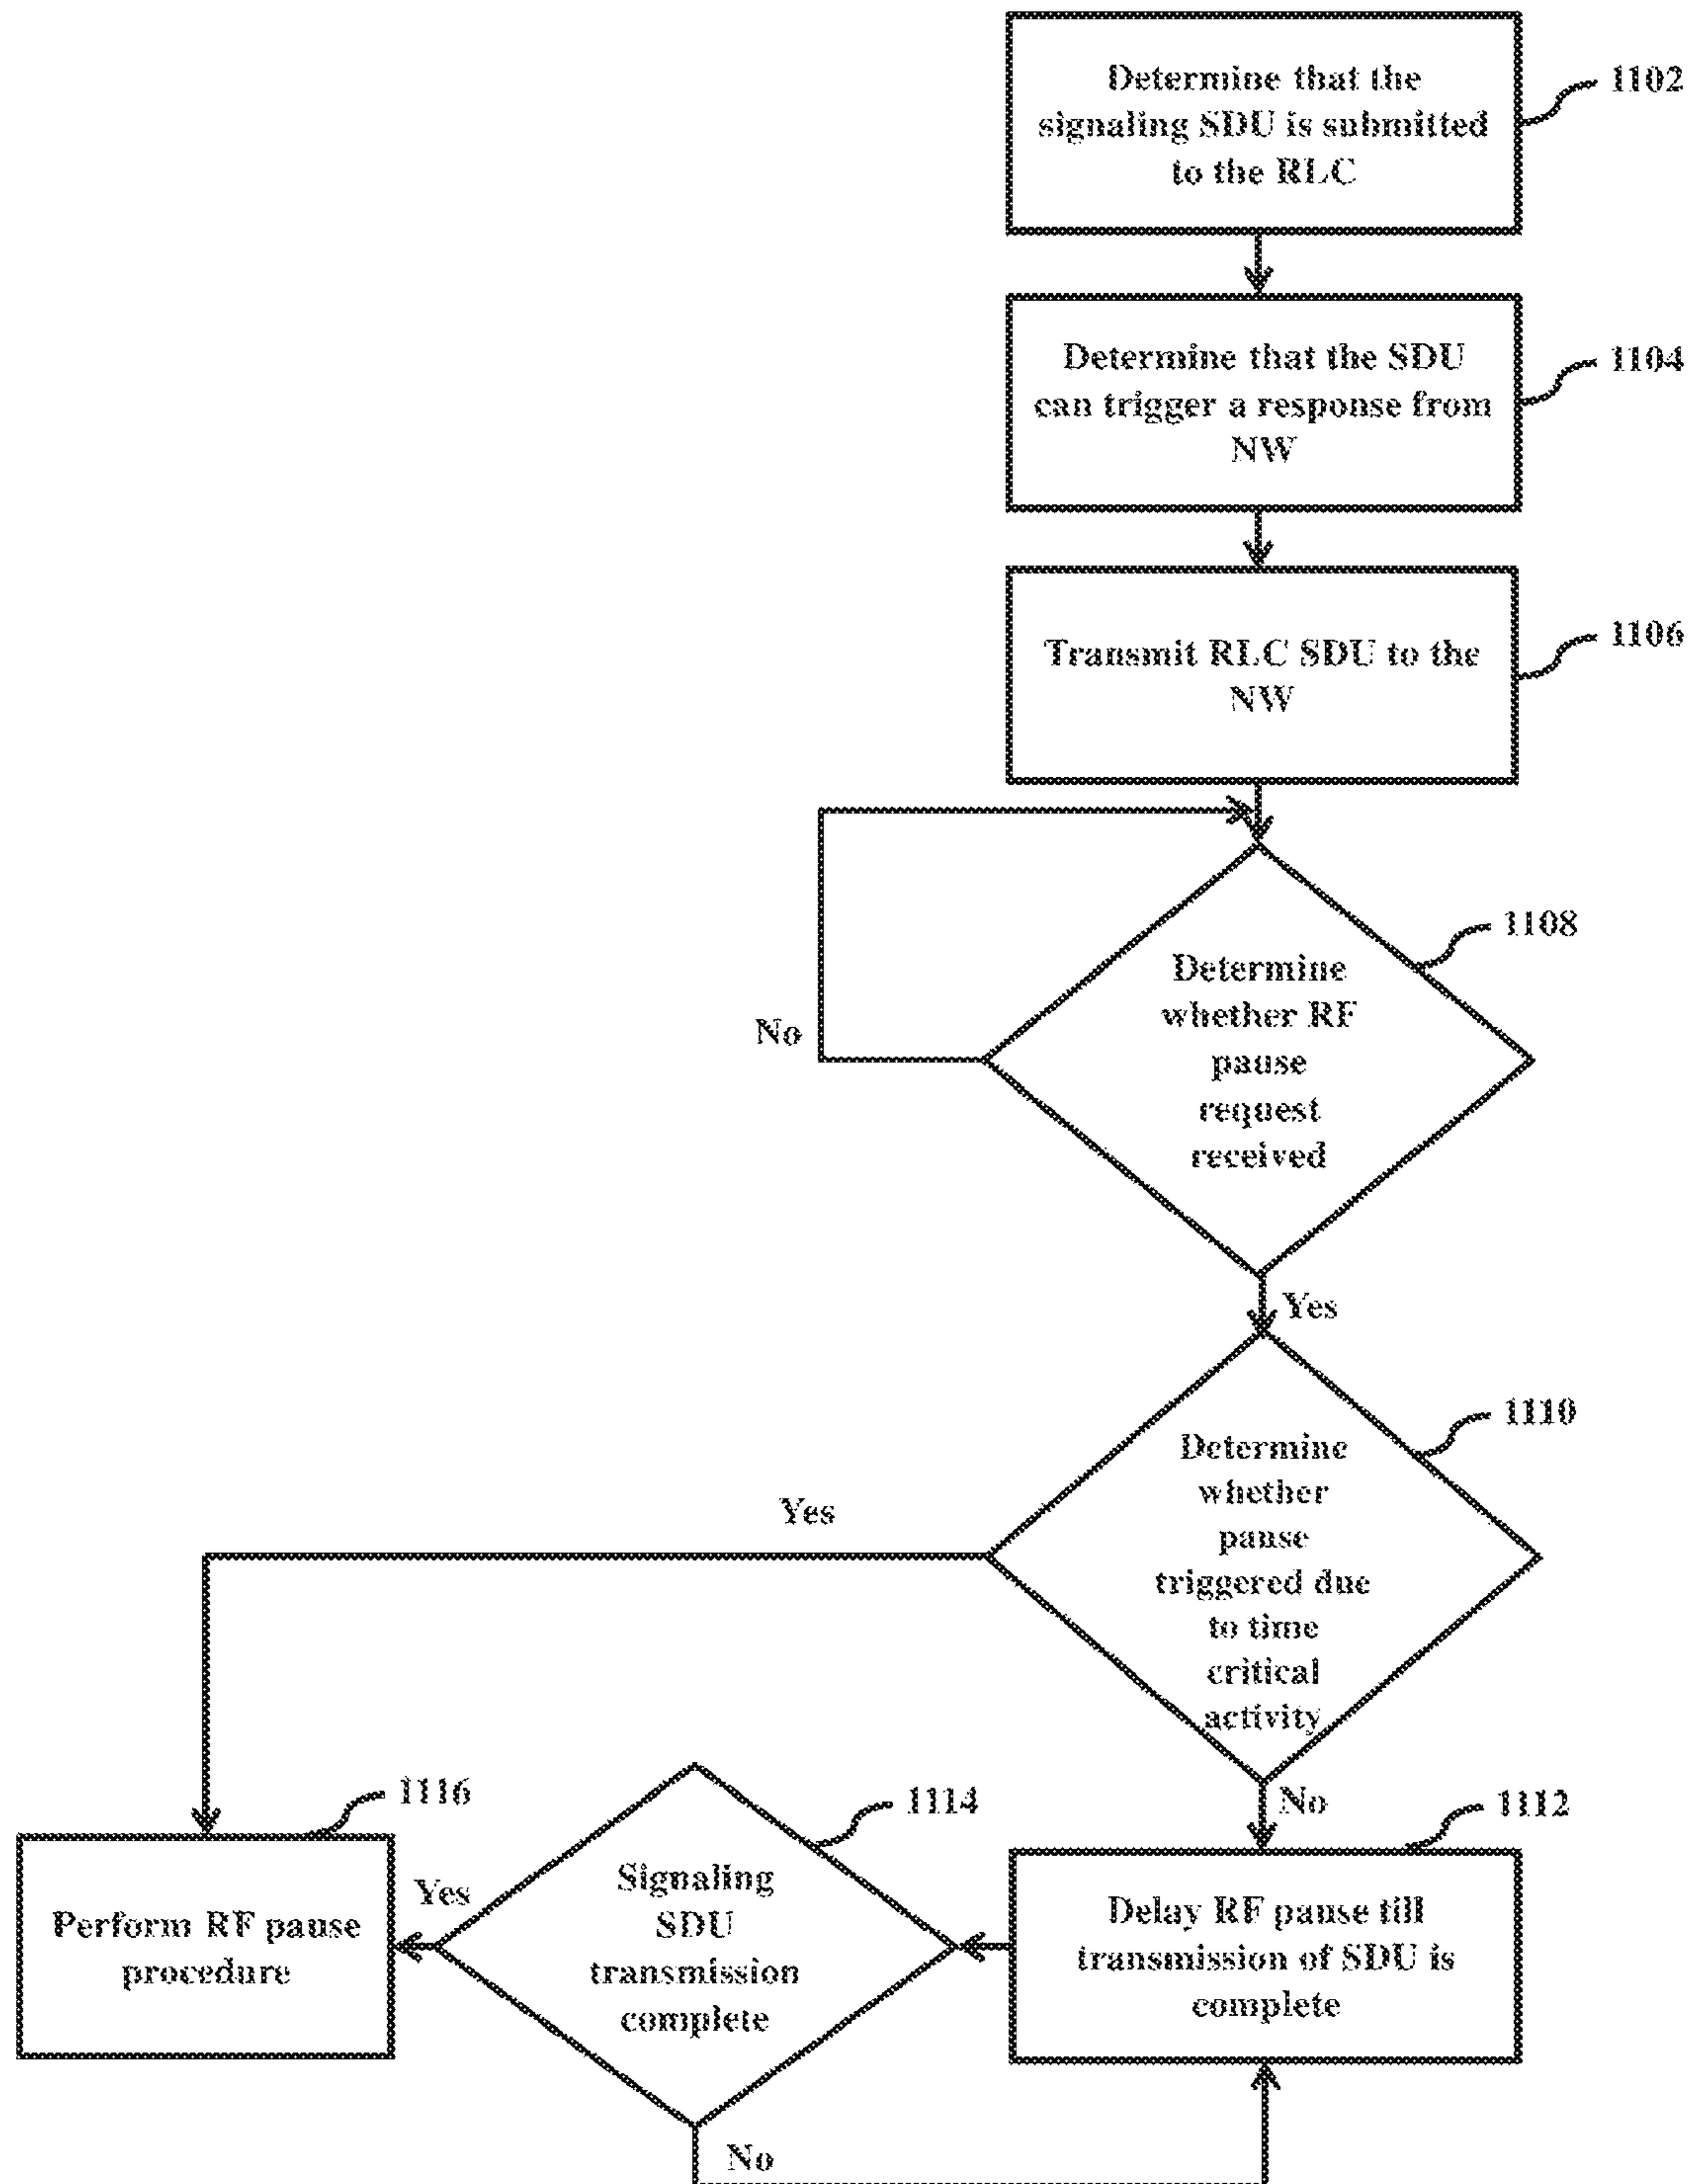 Determine that the
signaling SDU is submitted
to the RLC
1102
Determine that the SDU
can trigger a response from
NW
1104
Transmit RLC SDU to the
NW
1106
Determine
whether RF
pause
request
received
1108
No
Yes
Determine
whether
pause
triggered due
to time
critical
activity
1110
Yes
No
Delay RF pause till
transmission of SDU is
complete
1112
Signaling
SDU
transmission
complete
1114
Yes
No
Perform RF pause
procedure
1116